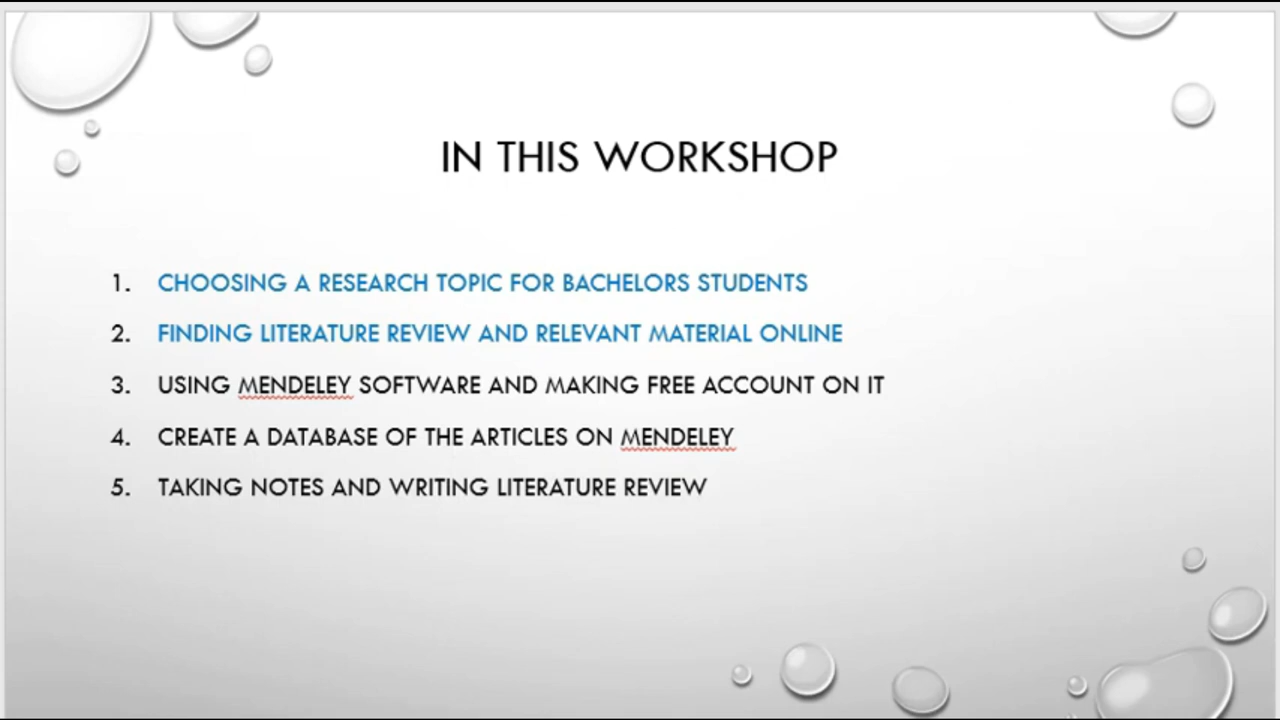 IN THIS WORKSHOP
1. CHOOSING A RESEARCH TOPIC FOR BACHELORS STUDENTS
2. FINDING LITERATURE REVIEW AND RELEVANT MATERIAL ONLINE
3. USING MENDELEY SOFTWARE AND MAKING FREE ACCOUNT ON IT
4. CREATE A DATABASE OF THE ARTICLES ON MENDELEY
5. TAKING NOTES AND WRITING LITERATURE REVIEW